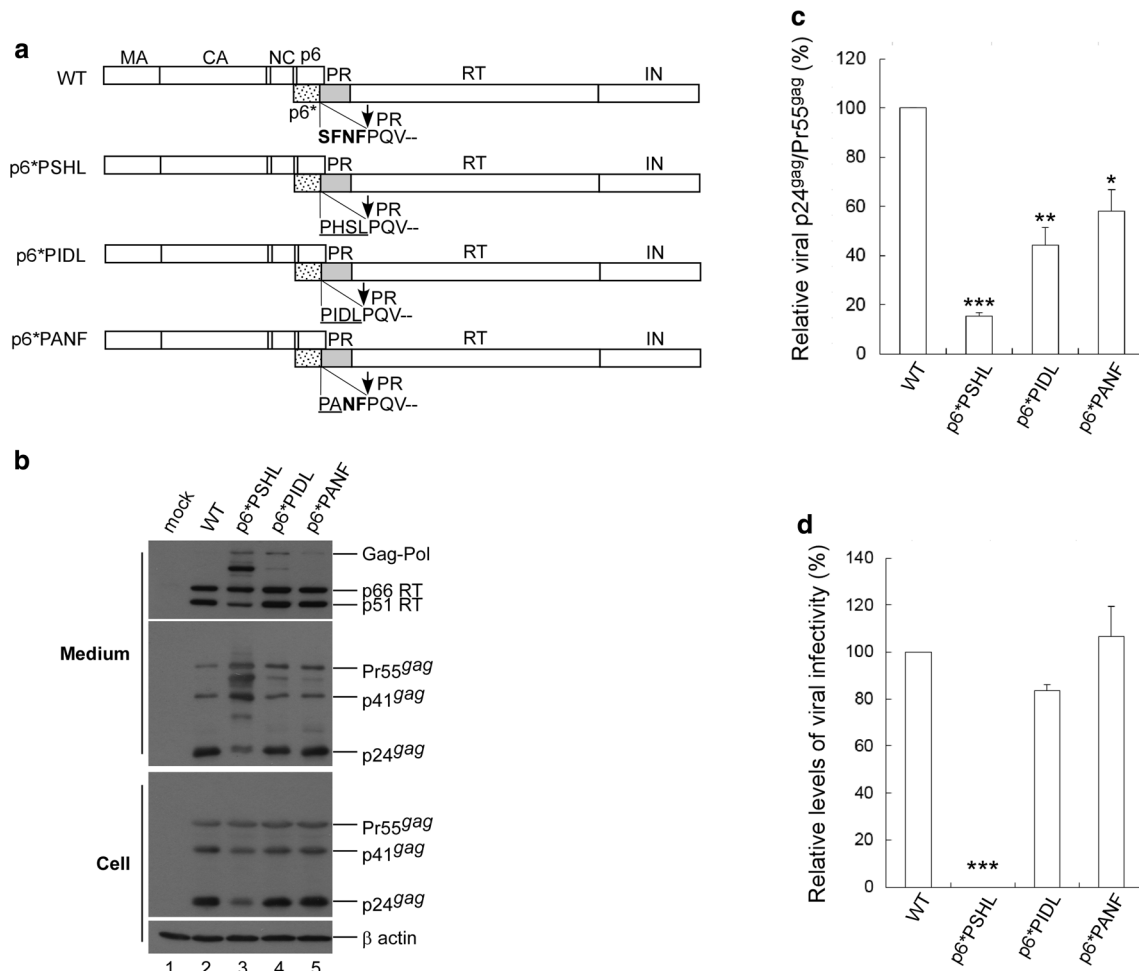 a
MA CA NC p6
WT PR RT IN
p6*
PR
SFNFPQV--
p6*PSHL PR RT IN
PR
PHSLPQV--
p6*PIDL PR RT IN
PR
PIDLPQV--
p6*PANF PR RT IN
PR
PANFPQV--
b
mock WT p6*PSHL p6*PIDL p6*PANF
Gag-Pol
p66 RT
p51 RT
Medium
Pr55gag
p41gag
p24gag
Cell
Pr55gag
p41gag
p24gag
β actin
1 2 3 4 5
c
Relative viral p24gag/Pr55gag (%)
120
100
80
60
40
20
0
***
**
*
WT p6*PSHL p6*PIDL p6*PANF
d
Relative levels of viral infectivity (%)
140
120
100
80
60
40
20
0
***
WT p6*PSHL p6*PIDL p6*PANF